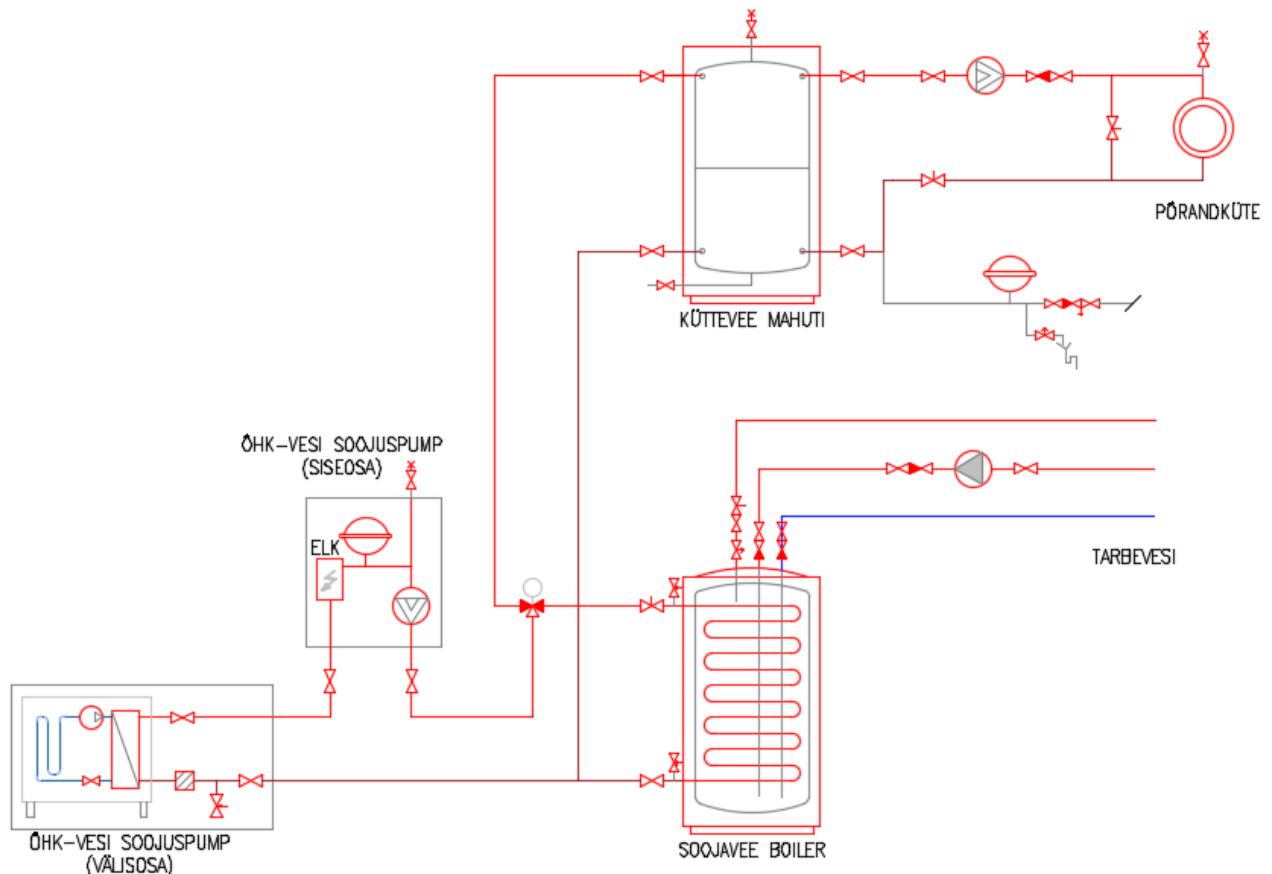 PÕRANDKÜTE
KÜTTEVEE MAHUTI
ÕHK-VESI SOOJUSPUMP
(SISEOSA)
ELK
TARBEVESI
ÕHK-VESI SOOJUSPUMP
(VÄLISOSA)
SOOJAVEE BOILER